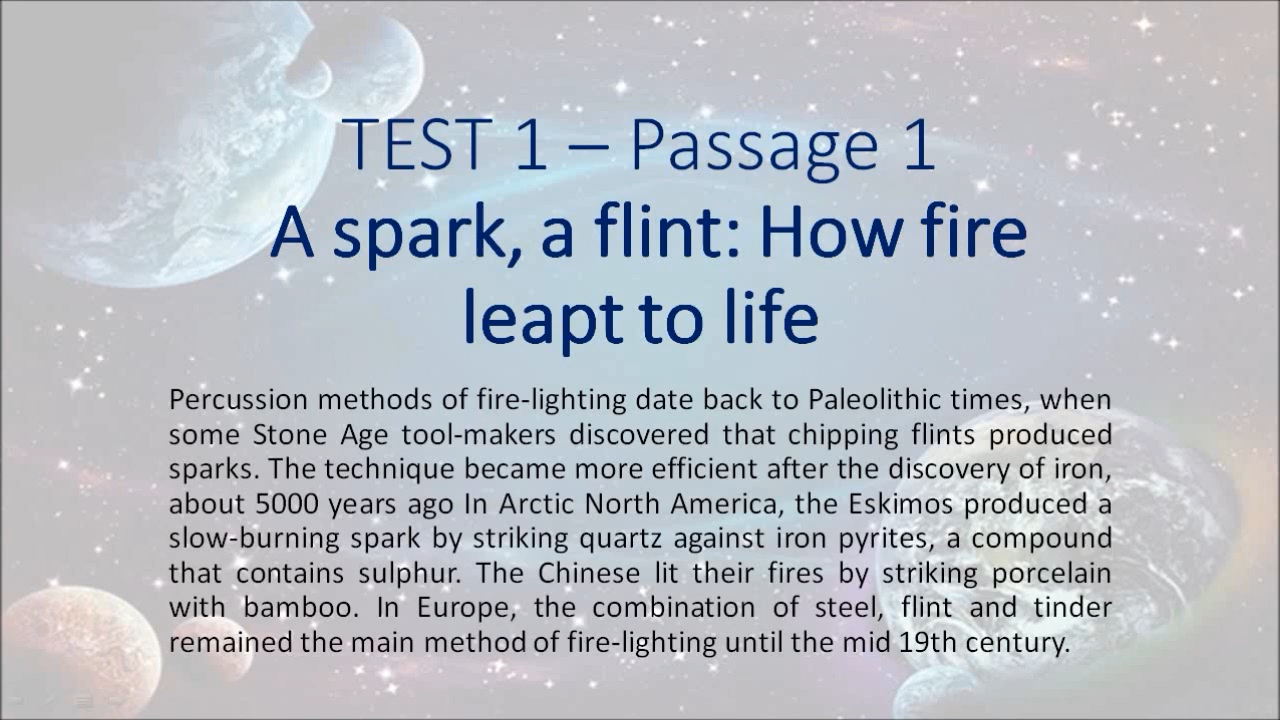 TEST 1 – Passage 1
A spark, a flint: How fire
leapt to life
Percussion methods of fire-lighting date back to Paleolithic times, when
some Stone Age tool-makers discovered that chipping flints produced
sparks. The technique became more efficient after the discovery of iron,
about 5000 years ago In Arctic North America, the Eskimos produced a
slow-burning spark by striking quartz against iron pyrites, a compound
that contains sulphur. The Chinese lit their fires by striking porcelain
with bamboo. In Europe, the combination of steel, flint and tinder
remained the main method of fire-lighting until the mid 19th century.